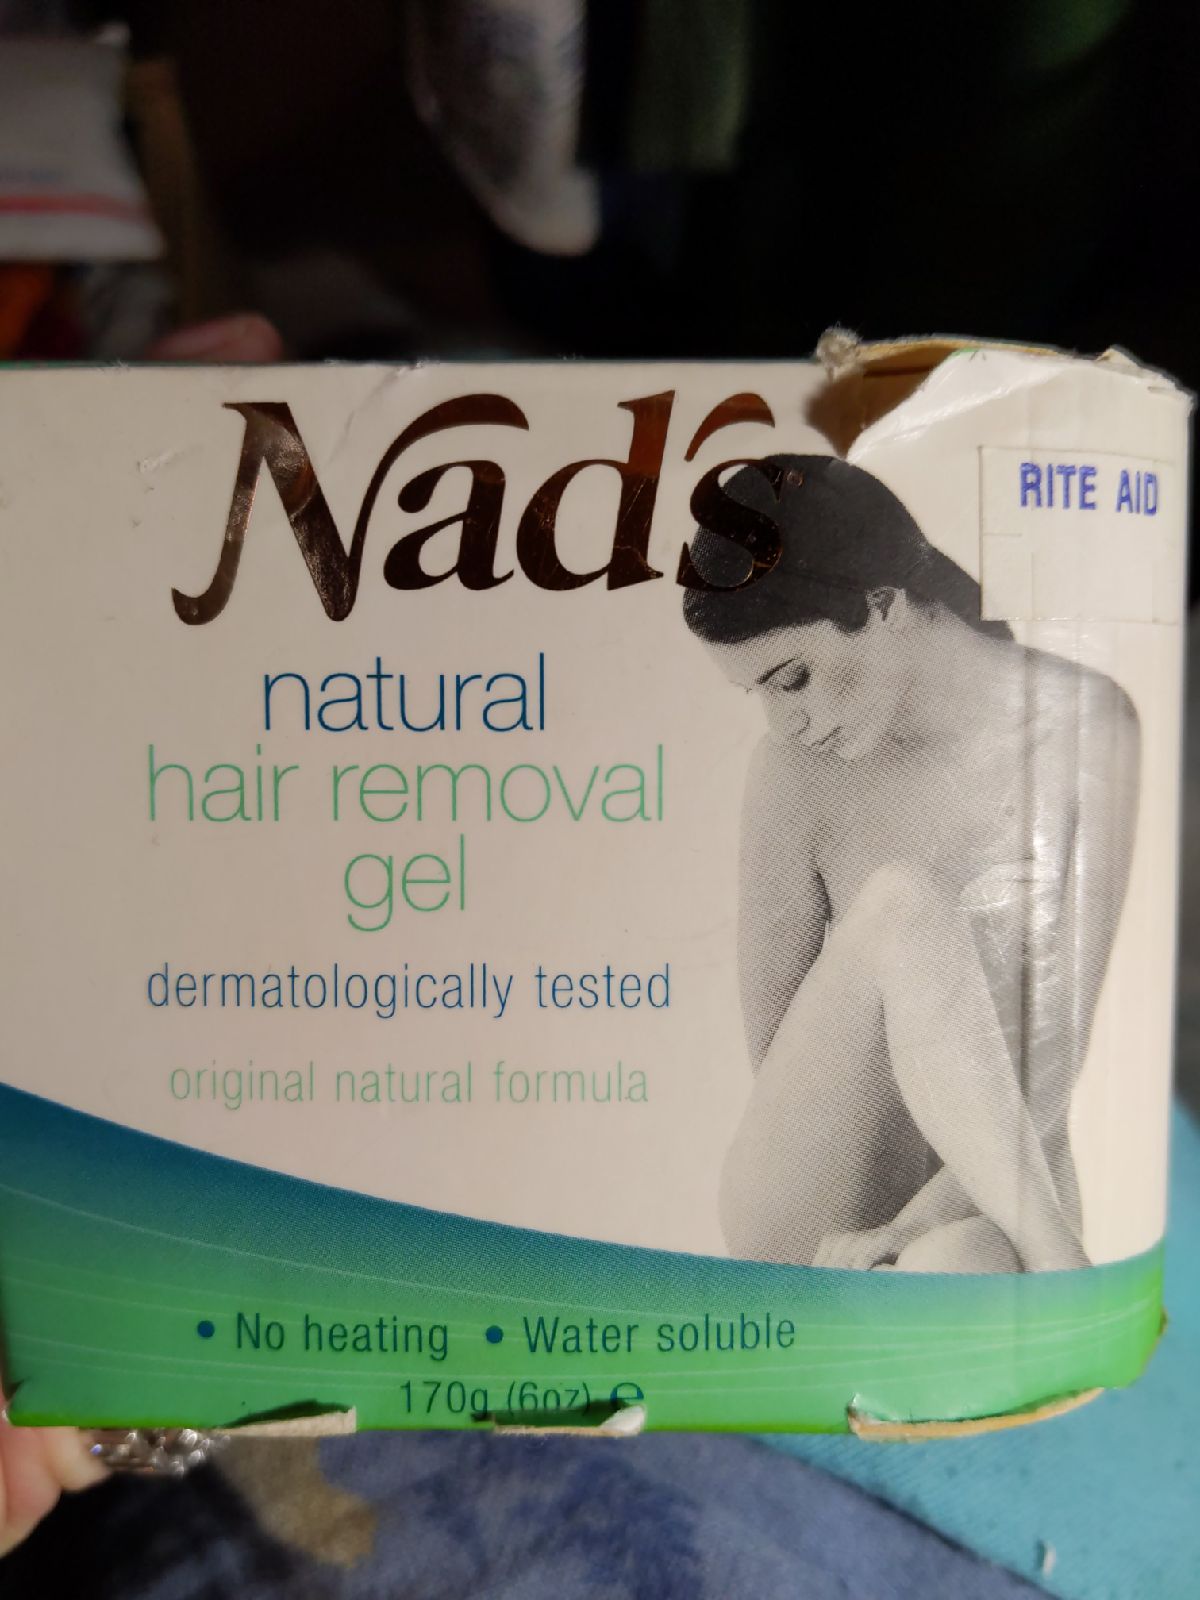 Nad's
RITE AID
natural
hair removal
gel
dermatologically tested
original natural formula
• No heating • Water soluble
170g (6oz) ℮